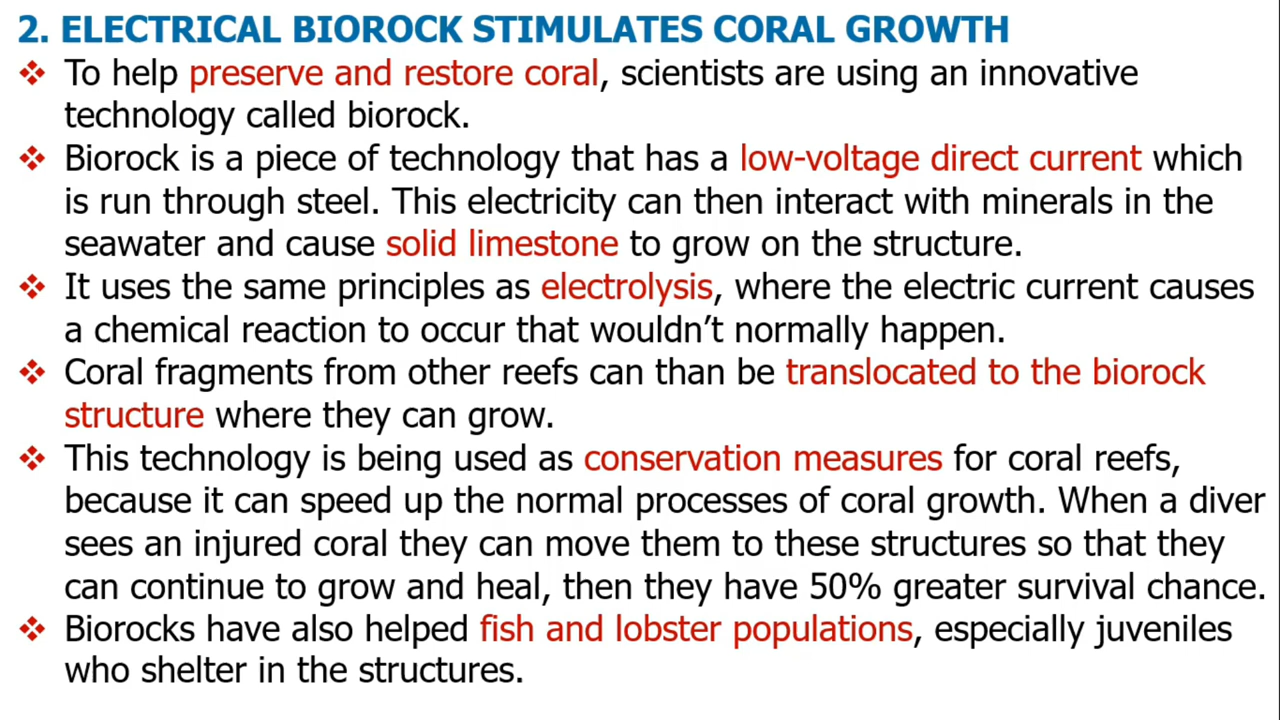 2. ELECTRICAL BIOROCK STIMULATES CORAL GROWTH
❖ To help preserve and restore coral, scientists are using an innovative
technology called biorock.
❖ Biorock is a piece of technology that has a low-voltage direct current which
is run through steel. This electricity can then interact with minerals in the
seawater and cause solid limestone to grow on the structure.
❖ It uses the same principles as electrolysis, where the electric current causes
a chemical reaction to occur that wouldn’t normally happen.
❖ Coral fragments from other reefs can than be translocated to the biorock
structure where they can grow.
❖ This technology is being used as conservation measures for coral reefs,
because it can speed up the normal processes of coral growth. When a diver
sees an injured coral they can move them to these structures so that they
can continue to grow and heal, then they have 50% greater survival chance.
❖ Biorocks have also helped fish and lobster populations, especially juveniles
who shelter in the structures.